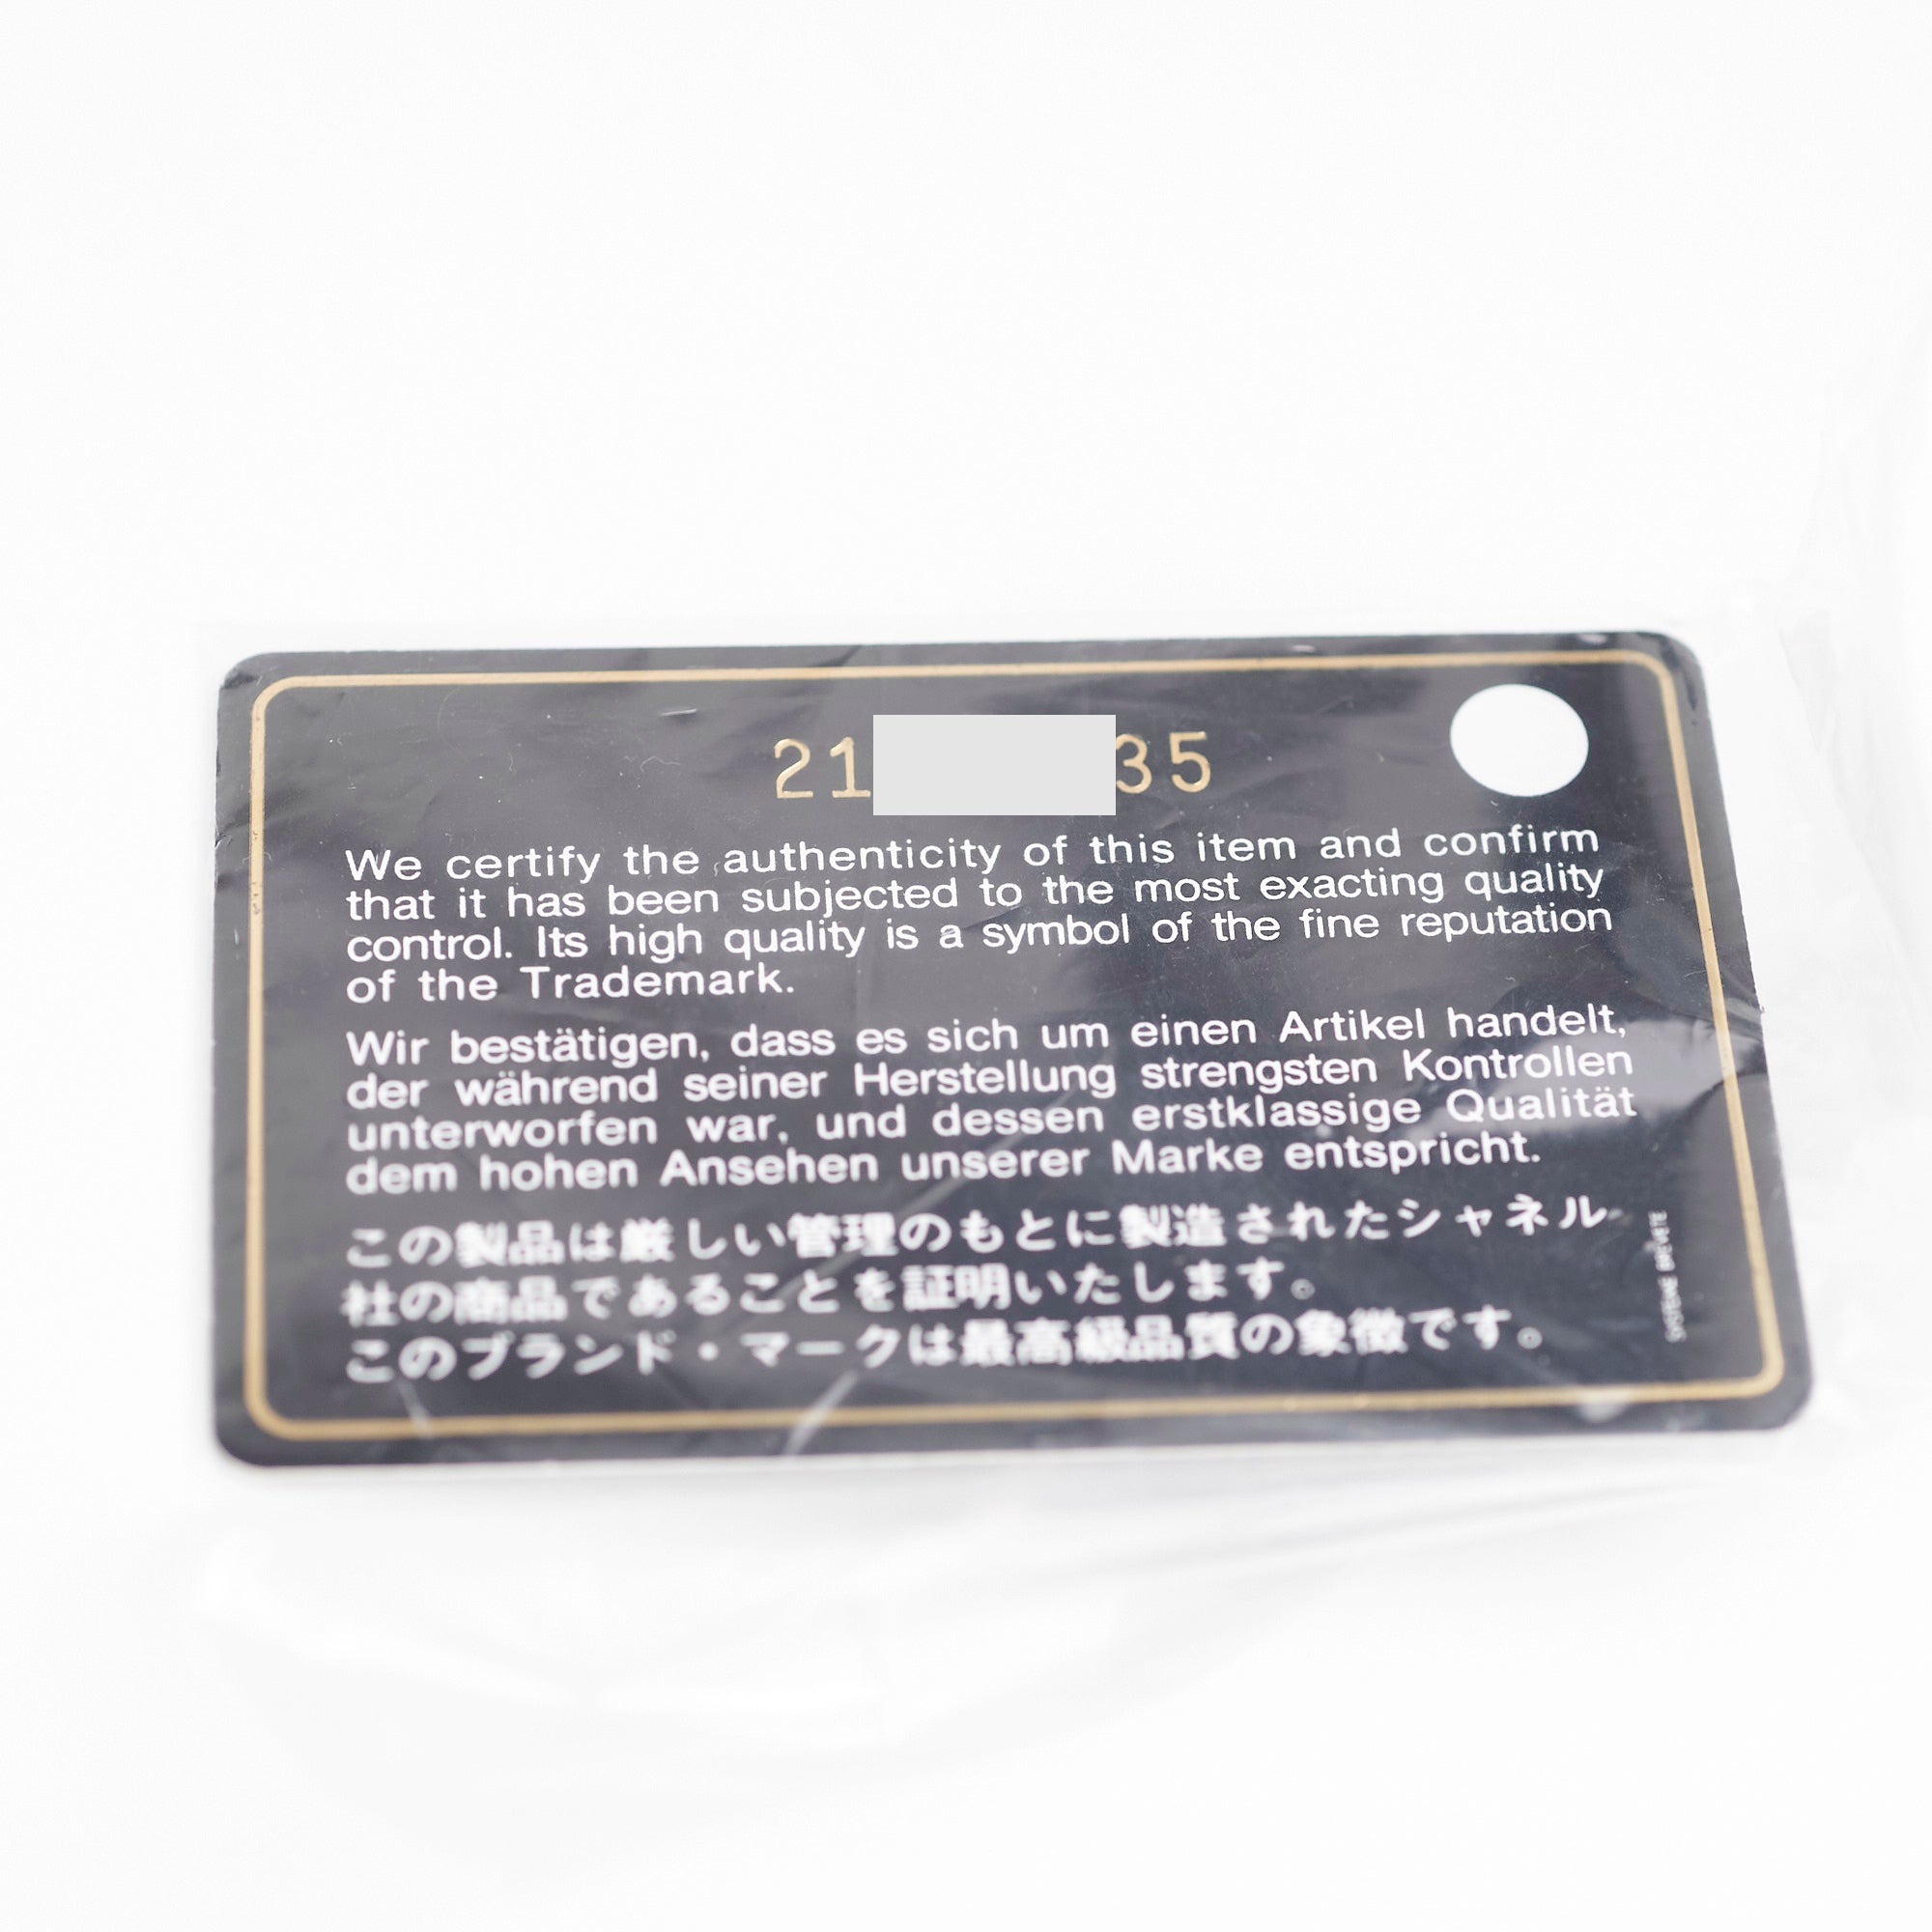 21 35
We certify the authenticity of this item and confirm
that it has been subjected to the most exacting quality
control. Its high quality is a symbol of the fine reputation
of the Trademark.
Wir bestätigen, dass es sich um einen Artikel handelt,
der während seiner Herstellung strengsten Kontrollen
unterworfen war, und dessen erstklassige Qualität
dem hohen Ansehen unserer Marke entspricht.
この製品は厳しい管理のもとに製造されたシャネル
社の商品であることを証明いたします。
このブランド・マークは最高級品質の象徴です。
SYSTEME BREVETE